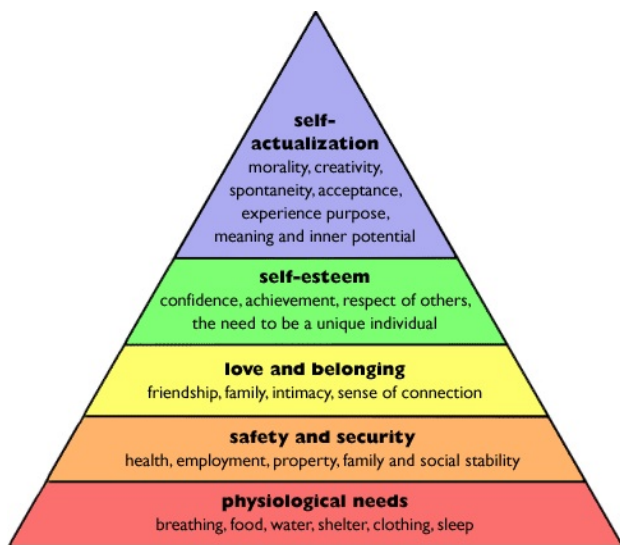 self-
actualization
morality, creativity,
spontaneity, acceptance,
experience purpose,
meaning and inner potential
self-esteem
confidence, achievement, respect of others,
the need to be a unique individual
love and belonging
friendship, family, intimacy, sense of connection
safety and security
health, employment, property, family and social stability
physiological needs
breathing, food, water, shelter, clothing, sleep